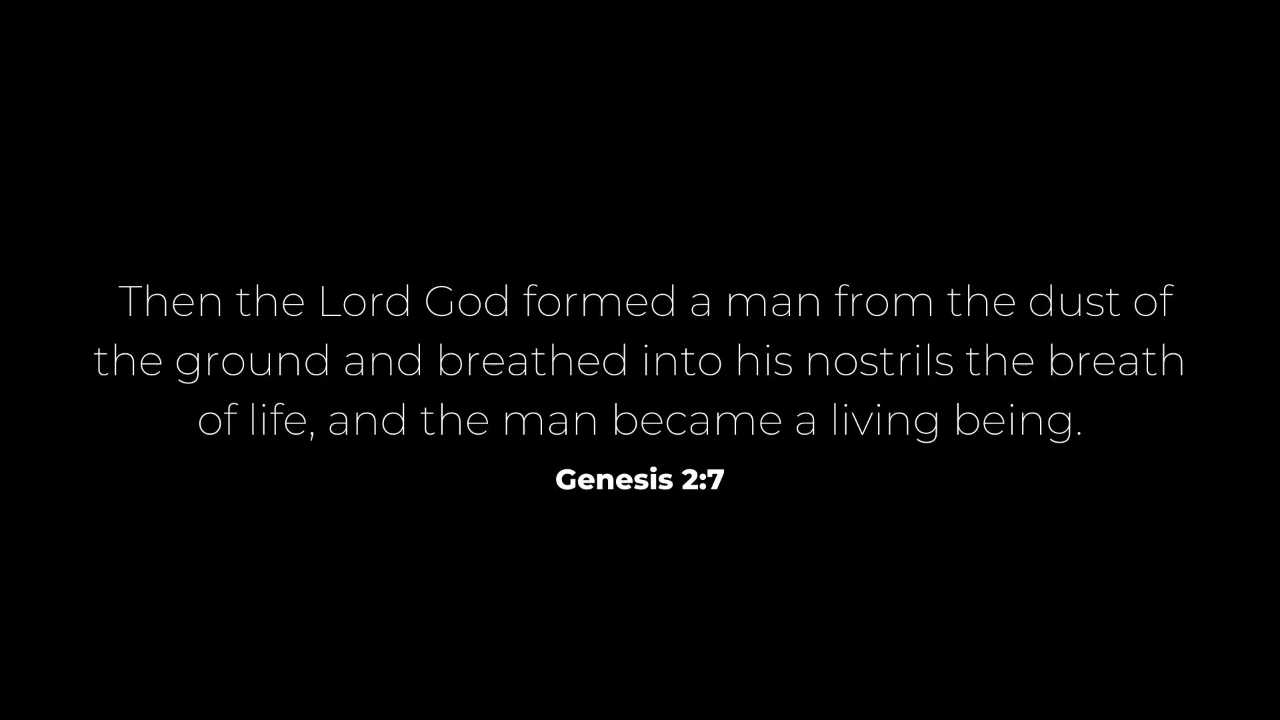 Then the Lord God formed a man from the dust of
the ground and breathed into his nostrils the breath
of life, and the man became a living being.
Genesis 2:7